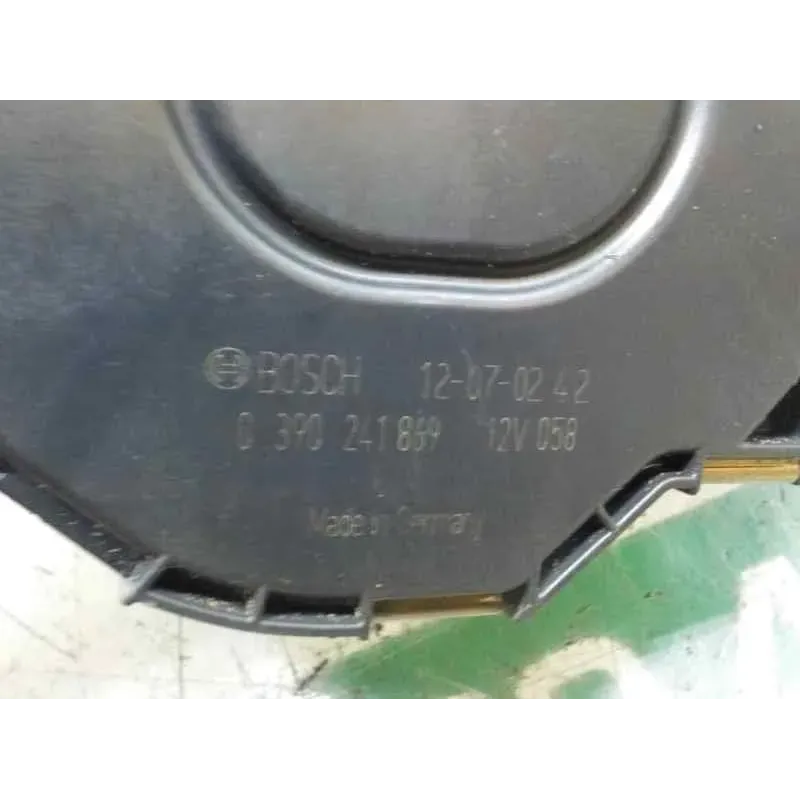 BOSCH 12-07-02 42
0 390 241 899 12V 058
Made in Germany